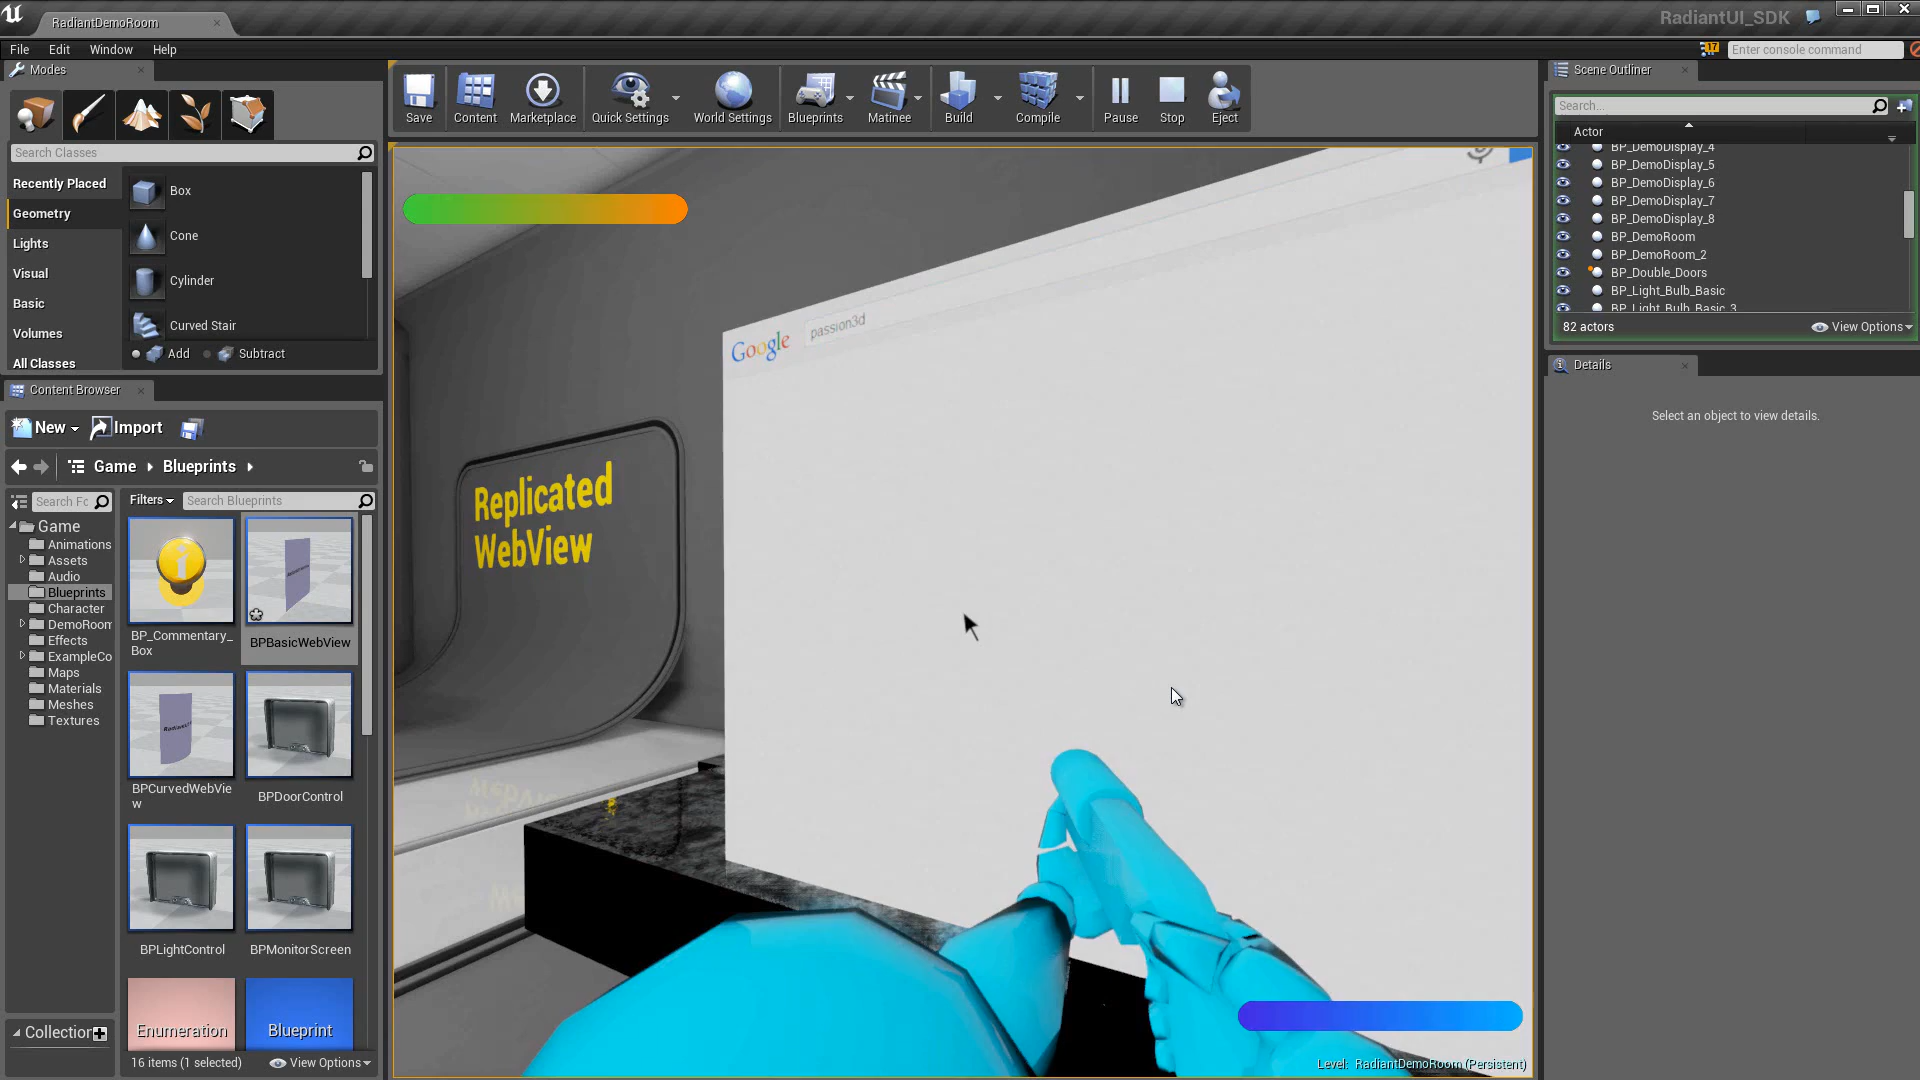 RadiantDemoRoom
RadiantUI_SDK
File Edit Window Help
17
Enter console command
Modes
Search Classes
Recently Placed
Geometry
Lights
Visual
Basic
Volumes
All Classes
Box
Cone
Cylinder
Curved Stair
Add Subtract
Save
Content
Marketplace
Quick Settings
World Settings
Blueprints
Matinee
Build
Compile
Pause
Stop
Eject
Content Browser
New Import
Game Blueprints
Search Fo
Filters
Search Blueprints
Game
Animations
Assets
Audio
Blueprints
Character
DemoRoom
Effects
ExampleCo
Maps
Materials
Meshes
Textures
Collection
BP_Commentary_
Box
BPBasicWebView
BPCurvedWebVie
w
BPDoorControl
BPLightControl
BPMonitorScreen
Enumeration
Blueprint
16 items (1 selected)
View Options
Google
passion3d
Replicated
WebView
Level: RadiantDemoRoom (Persistent)
Scene Outliner
Search...
Actor
BP_DemoDisplay_4
BP_DemoDisplay_5
BP_DemoDisplay_6
BP_DemoDisplay_7
BP_DemoDisplay_8
BP_DemoRoom
BP_DemoRoom_2
BP_Double_Doors
BP_Light_Bulb_Basic
BP_Light_Bulb_Basic_3
82 actors
View Options
Details
Select an object to view details.